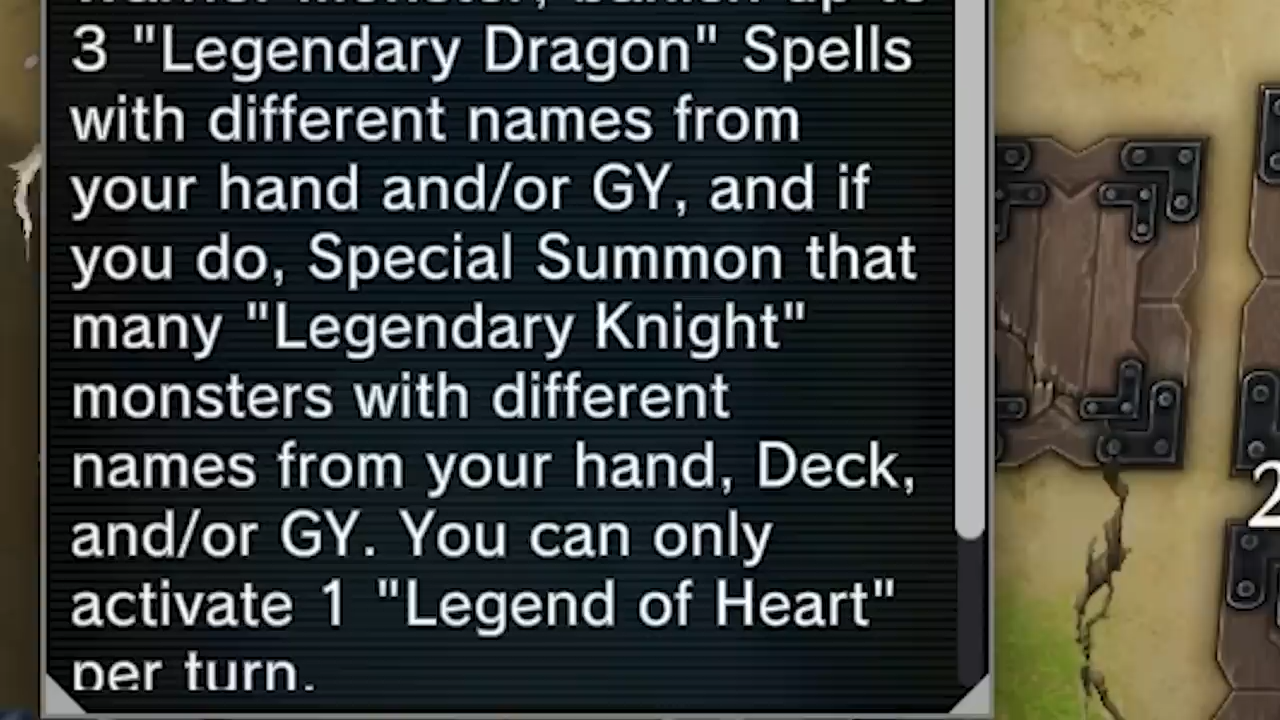 3 "Legendary Dragon" Spells
with different names from
your hand and/or GY, and if
you do, Special Summon that
many "Legendary Knight"
monsters with different
names from your hand, Deck,
and/or GY. You can only
activate 1 "Legend of Heart"
per turn.
2